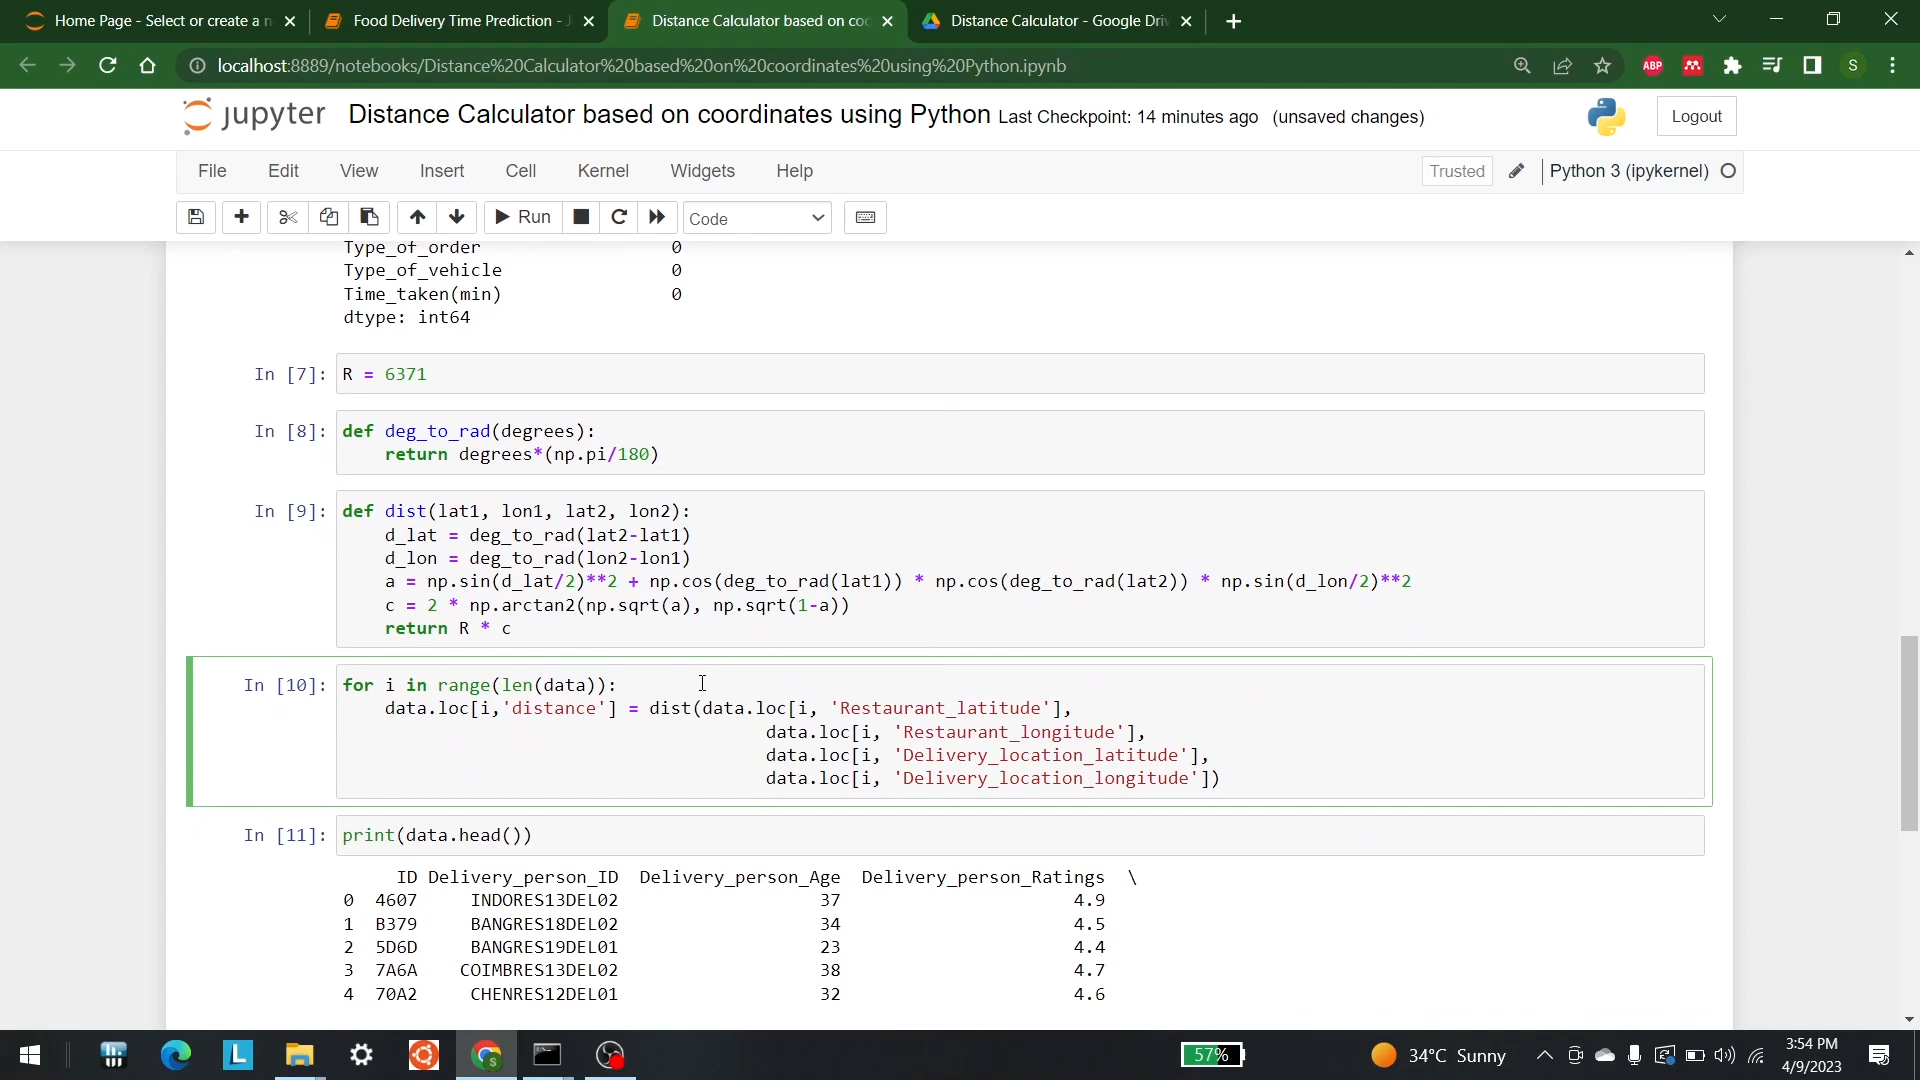 Home Page - Select or create a n
Food Delivery Time Prediction - J
Distance Calculator based on coo
Distance Calculator - Google Driv
localhost:8889/notebooks/Distance%20Calculator%20based%20on%20coordinates%20using%20Python.ipynb
ABP
S
jupyter Distance Calculator based on coordinates using Python Last Checkpoint: 14 minutes ago (unsaved changes)
Logout
File Edit View Insert Cell Kernel Widgets Help
Trusted
Python 3 (ipykernel)
Run
Code
Type_of_order 0
Type_of_vehicle 0
Time_taken(min) 0
dtype: int64
In [7]: R = 6371
In [8]: def deg_to_rad(degrees):
return degrees*(np.pi/180)
In [9]: def dist(lat1, lon1, lat2, lon2):
d_lat = deg_to_rad(lat2-lat1)
d_lon = deg_to_rad(lon2-lon1)
a = np.sin(d_lat/2)**2 + np.cos(deg_to_rad(lat1)) * np.cos(deg_to_rad(lat2)) * np.sin(d_lon/2)**2
c = 2 * np.arctan2(np.sqrt(a), np.sqrt(1-a))
return R * c
In [10]: for i in range(len(data)):
data.loc[i,'distance'] = dist(data.loc[i, 'Restaurant_latitude'],
data.loc[i, 'Restaurant_longitude'],
data.loc[i, 'Delivery_location_latitude'],
data.loc[i, 'Delivery_location_longitude'])
In [11]: print(data.head())
ID Delivery_person_ID Delivery_person_Age Delivery_person_Ratings \
0 4607 INDORES13DEL02 37 4.9
1 B379 BANGRES18DEL02 34 4.5
2 5D6D BANGRES19DEL01 23 4.4
3 7A6A COIMBRES13DEL02 38 4.7
4 70A2 CHENRES12DEL01 32 4.6
L
S
57%
34°C Sunny
3:54 PM
4/9/2023